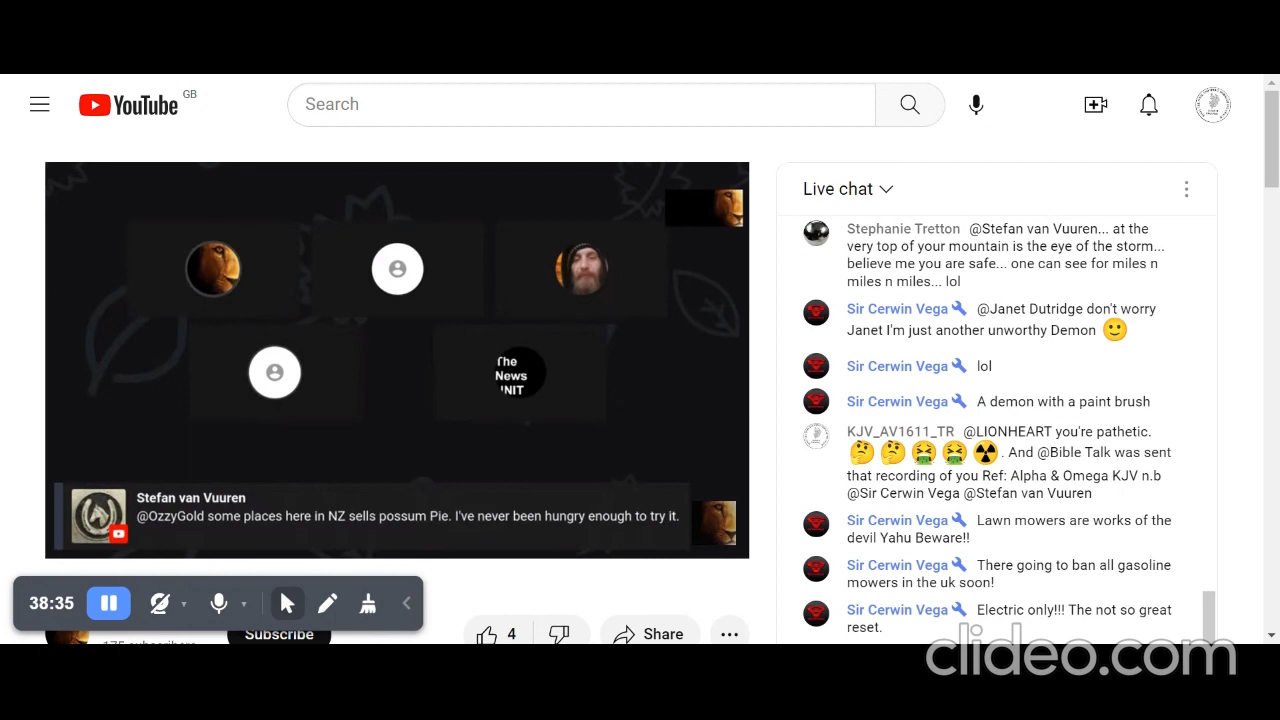 YouTube GB
Search
Live chat
Stephanie Tretton @Stefan van Vuuren... at the
very top of your mountain is the eye of the storm...
believe me you are safe... one can see for miles n
miles n miles... lol
Sir Cerwin Vega @Janet Dutridge don't worry
Janet I'm just another unworthy Demon
Sir Cerwin Vega lol
Sir Cerwin Vega A demon with a paint brush
KJV_AV1611_TR @LIONHEART you're pathetic.
. And @Bible Talk was sent
that recording of you Ref: Alpha & Omega KJV n.b
@Sir Cerwin Vega @Stefan van Vuuren
Sir Cerwin Vega Lawn mowers are works of the
devil Yahu Beware!!
Sir Cerwin Vega There going to ban all gasoline
mowers in the uk soon!
Sir Cerwin Vega Electric only!!! The not so great
reset.
The
News
Stefan van Vuuren
@OzzyGold some places here in NZ sells possum Pie. I've never been hungry enough to try it.
38:35
175 subscribers
Subscribe
4
Share
clideo.com